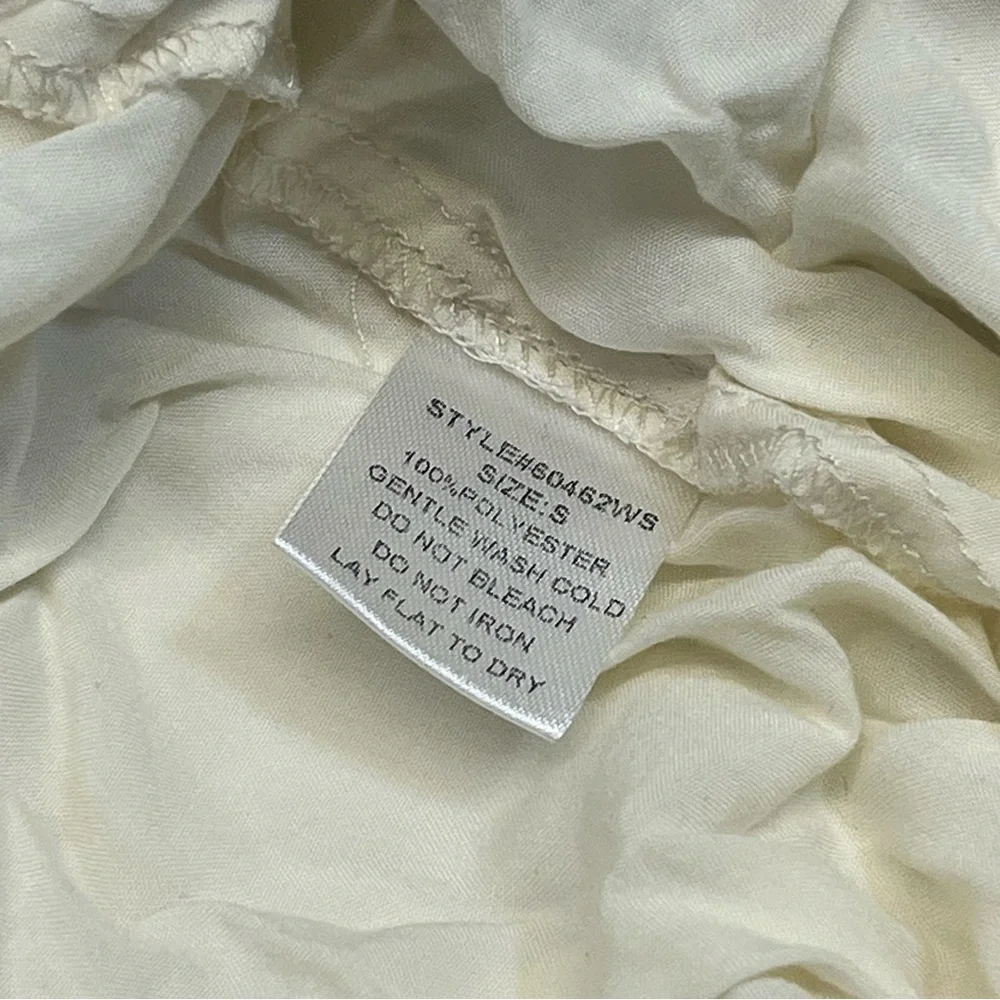 STYLE#60462WS
SIZE:S
100%POLYESTER
GENTLE WASH COLD
DO NOT BLEACH
DO NOT IRON
LAY FLAT TO DRY